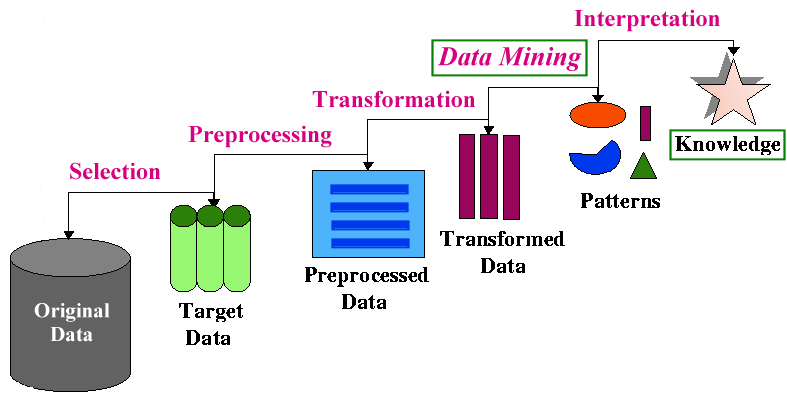 Interpretation
Data Mining
Transformation
Preprocessing
Selection
Knowledge
Patterns
Transformed
Data
Preprocessed
Data
Target
Data
Original
Data